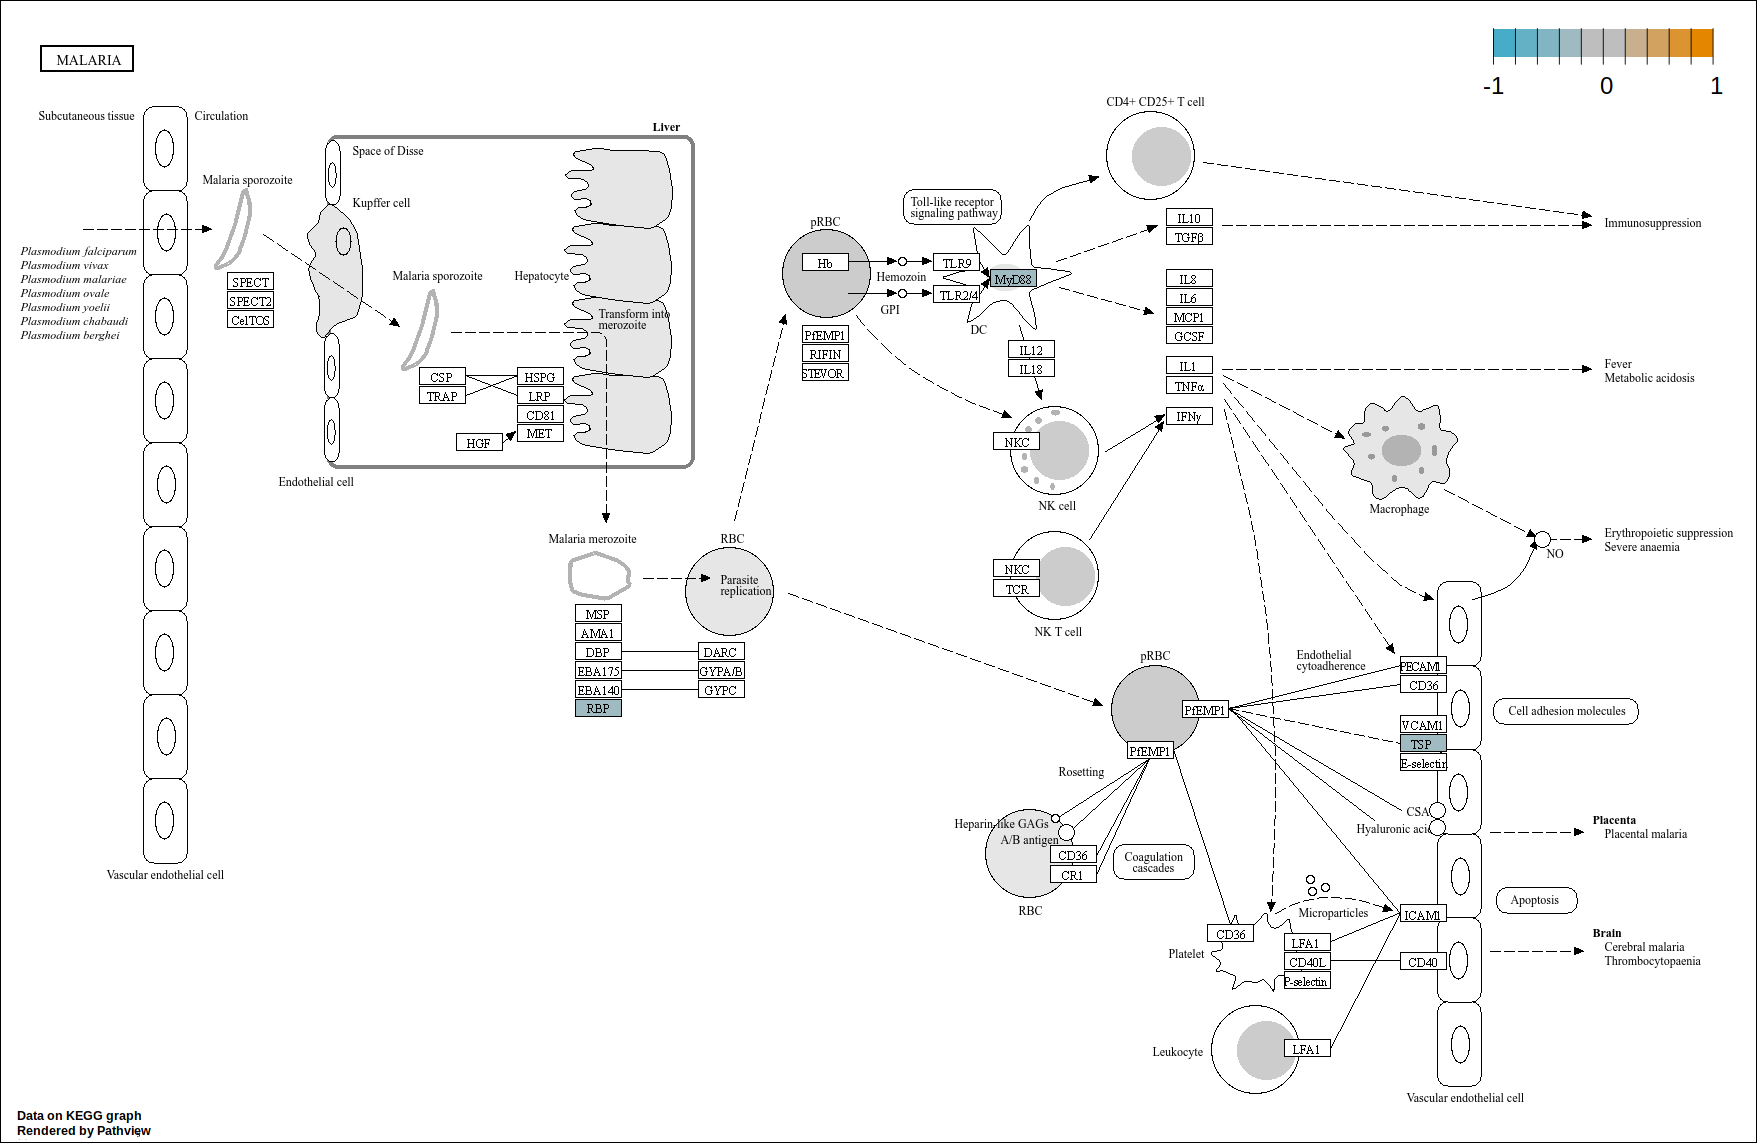 MALARIA
-1 0 1
Subcutaneous tissue
Circulation
Malaria sporozoite
Plasmodium falciparum
Plasmodium vivax
Plasmodium malariae
Plasmodium ovale
Plasmodium yoelii
Plasmodium chabaudi
Plasmodium berghei
SPECT
SPECT2
CelTOS
Vascular endothelial cell
Liver
Space of Disse
Kupffer cell
Malaria sporozoite
Hepatocyte
Transform into
merozoite
CSP
TRAP
HSPG
LRP
CD81
MET
HGF
Endothelial cell
Malaria merozoite
MSP
AMA1
DBP
EBA175
EBA140
RBP
RBC
Parasite
replication
DARC
GYPA/B
GYPC
pRBC
Hb
Hemozoin
GPI
PfEMP1
RIFIN
STEVOR
Toll-like receptor
signaling pathway
TLR9
TLR2/4
MyD88
DC
IL12
IL18
NKC
NK cell
NKC
TCR
NK T cell
CD4+ CD25+ T cell
IL10
TGFβ
IL8
IL6
MCP1
GCSF
IL1
TNFα
IFNγ
Immunosuppression
Fever
Metabolic acidosis
Macrophage
NO
Erythropoietic suppression
Severe anaemia
pRBC
PfEMP1
PfEMP1
Endothelial
cytoadherence
PECAM1
CD36
VCAM1
TSP
E-selectin
Cell adhesion molecules
Rosetting
Heparin-like GAGs
A/B antigen
CD36
CR1
RBC
Coagulation
cascades
CSA
Hyaluronic acid
Placenta
Placental malaria
Microparticles
ICAM1
Apoptosis
CD36
Platelet
LFA1
CD40L
P-selectin
CD40
Brain
Cerebral malaria
Thrombocytopaenia
Leukocyte
LFA1
Vascular endothelial cell
Data on KEGG graph
Rendered by Pathview